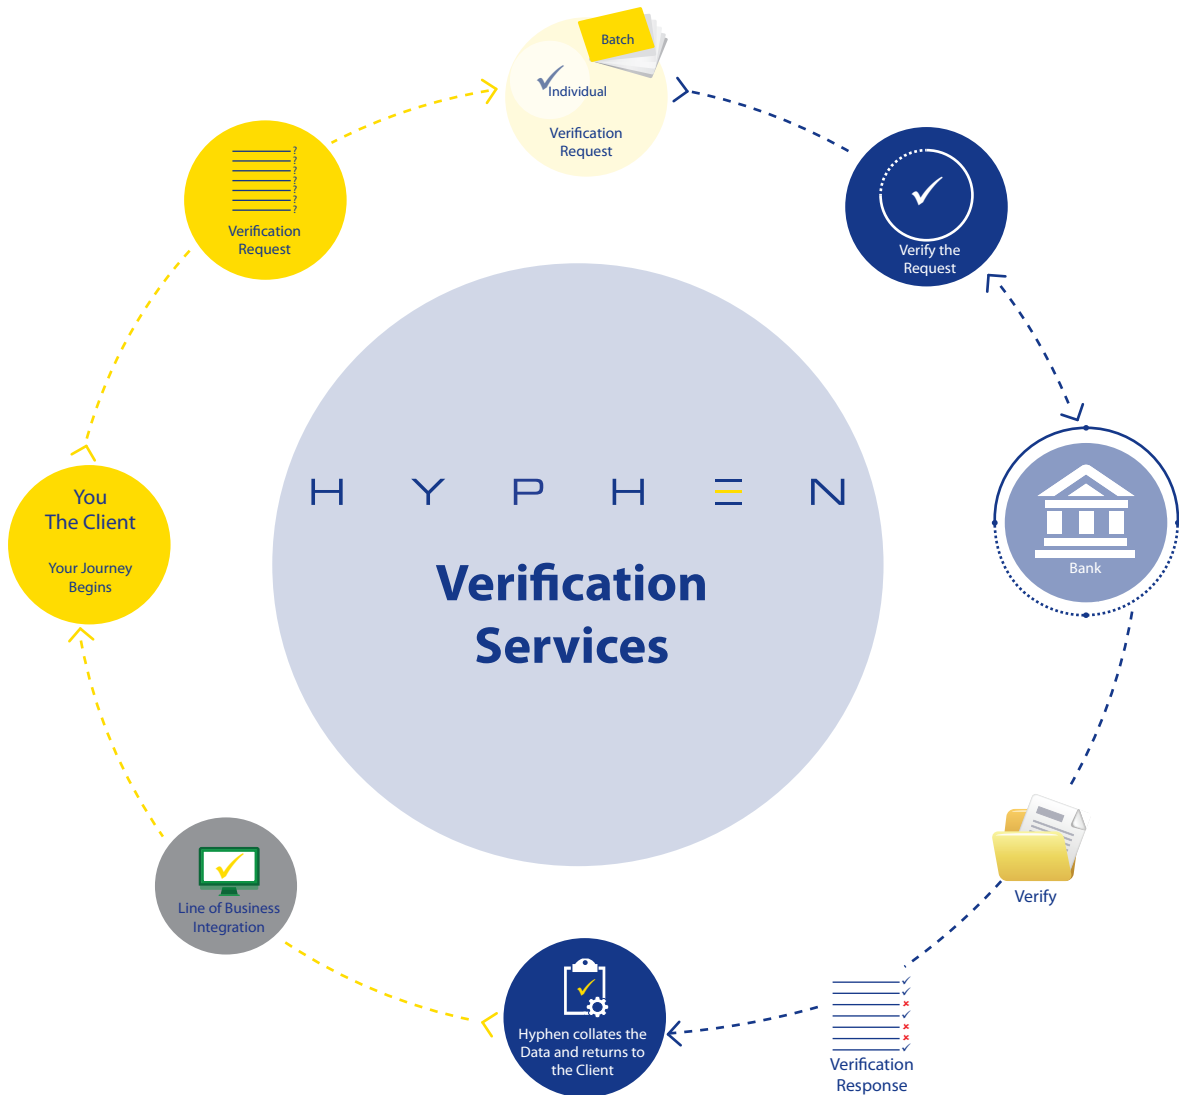 Batch
Individual
Verification
Request
Verify the
Request
Bank
Verify
Verification
Response
Hyphen collates the
Data and returns to
the Client
Line of Business
Integration
You
The Client
Your Journey
Begins
? 
?
?
?
?
?
?
Verification
Request
HYPHEN
Verification
Services